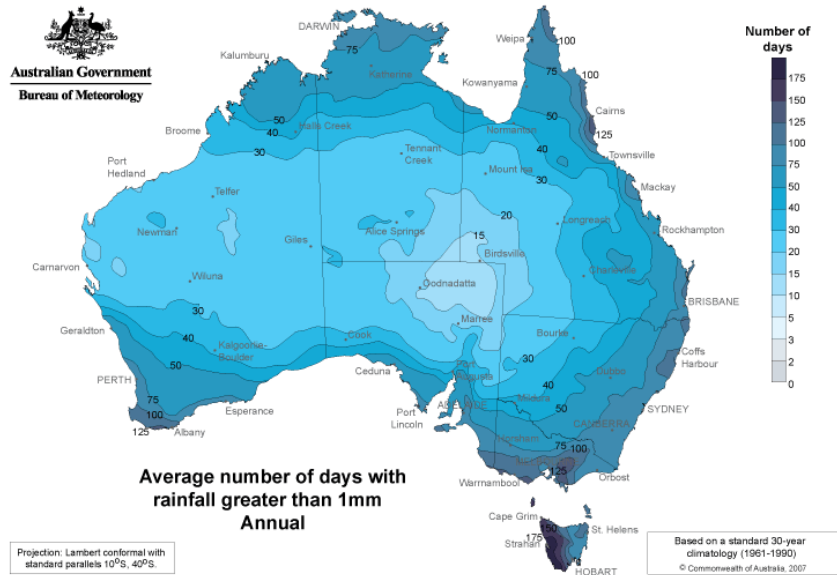 Australian Government
Bureau of Meteorology
DARWIN
Weipa
100
Number of
days
75
Katherine
Kalumburu
75
100
Kowanyama
175
150
125
100
75
50
40
30
20
15
10
5
3
2
0
Cairns
50
50
125
Broome
40
Halls Creek
Normanton
30
Tennant
Creek
40
Townsville
Port
Hedland
Mount Isa
30
Mackay
Telfer
20
Longreach
Newman
Giles
Alice Springs
15
Rockhampton
Birdsville
Carnarvon
Wiluna
Oodnadatta
Charleville
BRISBANE
30
Marree
Geraldton
40
Cook
Bourke
Kalgoorlie-
Boulder
30
Coffs
Harbour
50
Ceduna
Port
Augusta
Dubbo
PERTH
40
75
Esperance
Port
Lincoln
ADELAIDE
Mildura
50
SYDNEY
100
125
Albany
CANBERRA
Horsham
75
100
125
Warrnambool
Orbost
Average number of days with
rainfall greater than 1mm
Annual
Cape Grim
150
St. Helens
175
Strahan
HOBART
Projection: Lambert conformal with
standard parallels 10°S, 40°S.
Based on a standard 30-year
climatology (1961-1990)
© Commonwealth of Australia, 2007